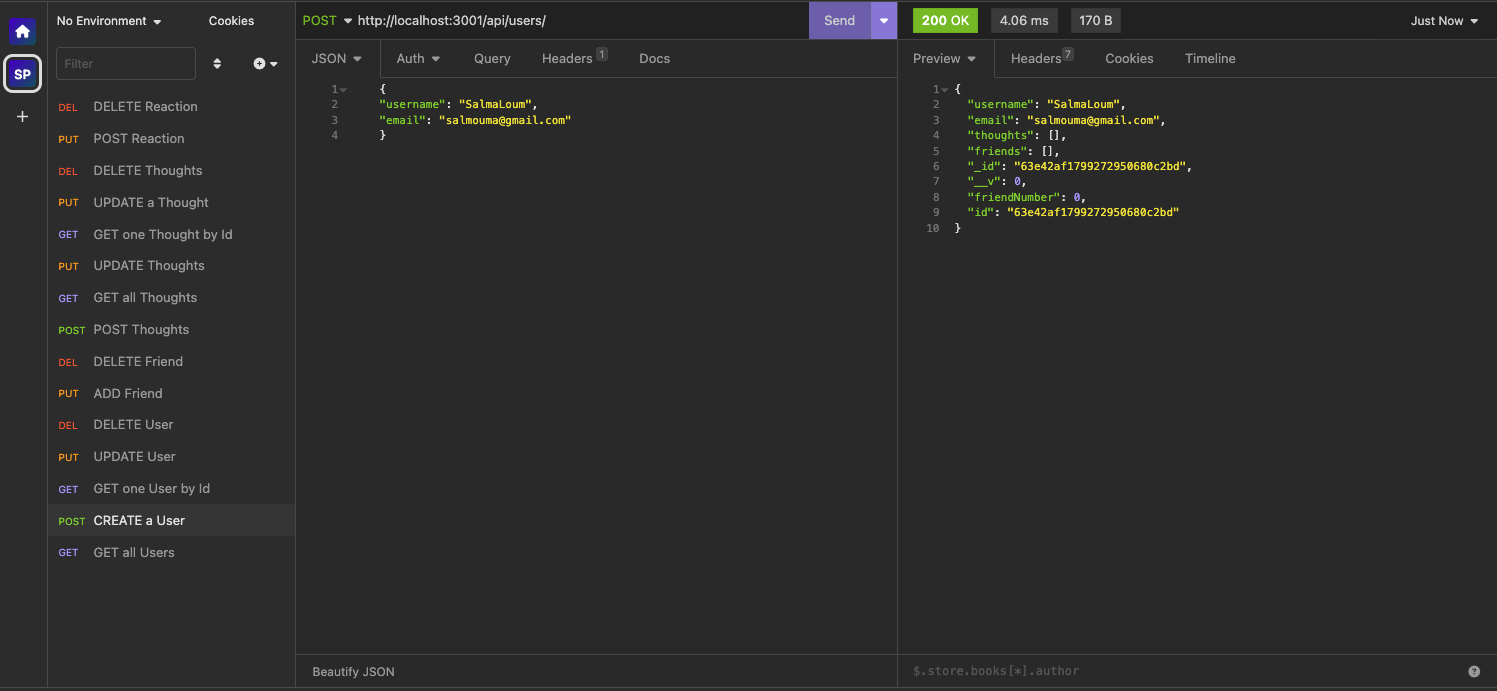 No Environment
Cookies
SP
Filter
DEL DELETE Reaction
PUT POST Reaction
DEL DELETE Thoughts
PUT UPDATE a Thought
GET GET one Thought by Id
PUT UPDATE Thoughts
GET GET all Thoughts
POST POST Thoughts
DEL DELETE Friend
PUT ADD Friend
DEL DELETE User
PUT UPDATE User
GET GET one User by Id
POST CREATE a User
GET GET all Users
POST http://localhost:3001/api/users/ Send
JSON Auth Query Headers 1 Docs
1 {
2 "username": "SalmaLoum",
3 "email": "salmouma@gmail.com"
4 }
Beautify JSON
200 OK 4.06 ms 170 B Just Now
Preview Headers 7 Cookies Timeline
1 {
2 "username": "SalmaLoum",
3 "email": "salmouma@gmail.com",
4 "thoughts": [],
5 "friends": [],
6 "_id": "63e42af1799272950680c2bd",
7 "__v": 0,
8 "friendNumber": 0,
9 "id": "63e42af1799272950680c2bd"
10 }
$.store.books[*].author
?